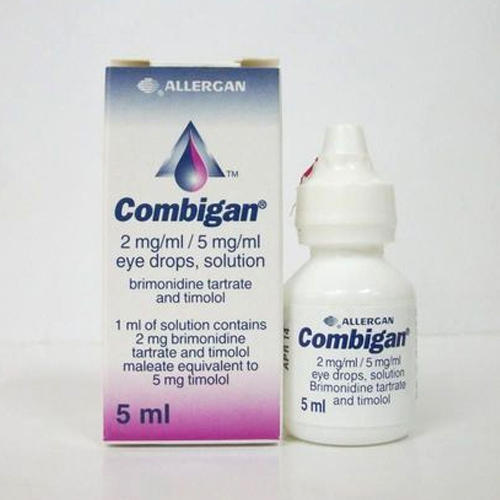 ALLERGAN
TM
Combigan®
2 mg/ml / 5 mg/ml
eye drops, solution
brimonidine tartrate
and timolol
1 ml of solution contains
2 mg brimonidine
tartrate and timolol
maleate equivalent to
5 mg timolol
5 ml
ALLERGAN
Combigan®
2 mg/ml / 5 mg/ml
eye drops, solution
Brimonidine tartrate
and timolol
5 ml
APR 14